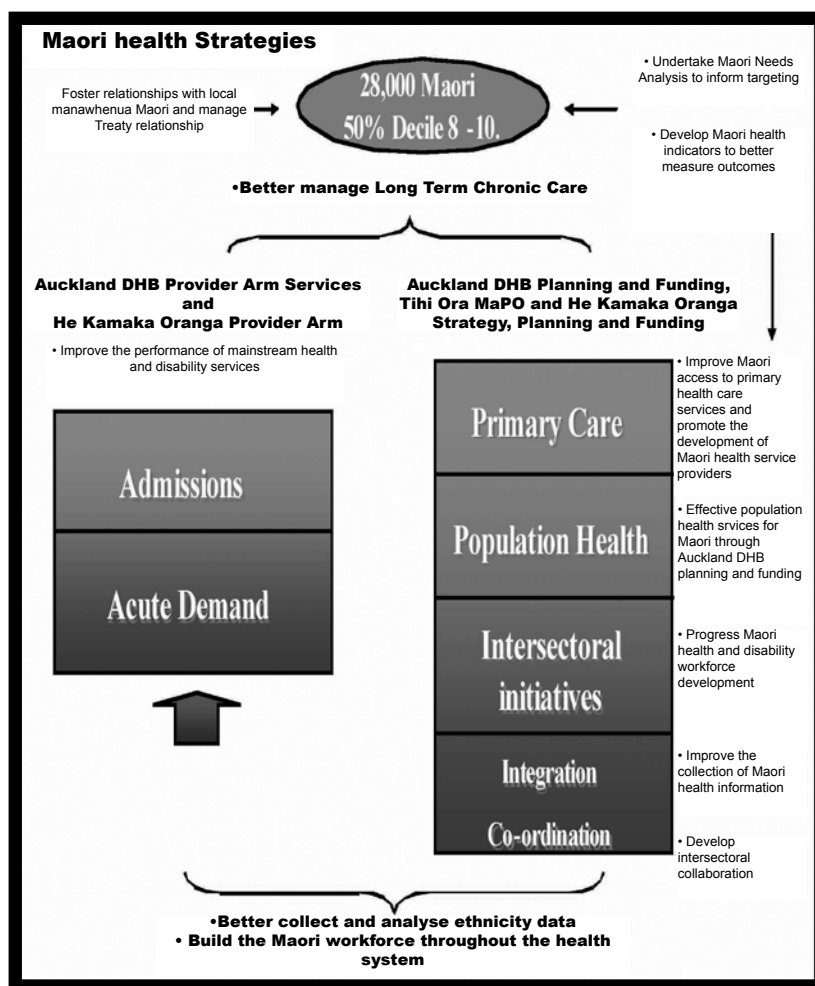 Maori health Strategies
Foster relationships with local
manawhenua Maori and manage
Treaty relationship
28,000 Maori
50% Decile 8 -10.
• Undertake Maori Needs
Analysis to inform targeting
• Develop Maori health
indicators to better
measure outcomes
•Better manage Long Term Chronic Care
Auckland DHB Provider Arm Services
and
He Kamaka Oranga Provider Arm
• Improve the performance of mainstream health
and disability services
Admissions
Acute Demand
Auckland DHB Planning and Funding,
Tihi Ora MaPO and He Kamaka Oranga
Strategy, Planning and Funding
Primary Care
Population Health
Intersectoral
initiatives
Integration
Co-ordination
• Improve Maori
access to primary
health care
services and
promote the
development of
Maori health service
providers
• Effective population
health srvices for
Maori through
Auckland DHB
planning and funding
• Progress Maori
health and disability
workforce
development
• Improve the
collection of Maori
health information
• Develop
intersectoral
collaboration
•Better collect and analyse ethnicity data
• Build the Maori workforce throughout the health
system